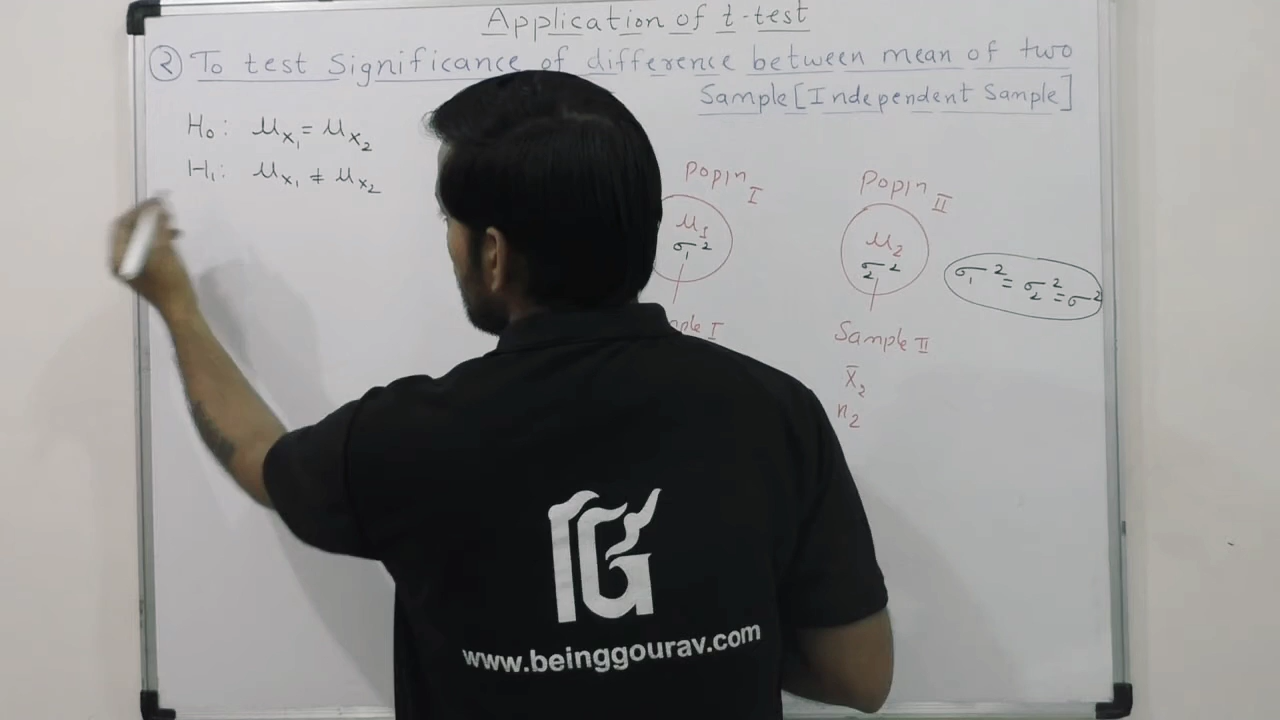 Application of t-test
② To test Significance of difference between mean of two
Sample [Independent Sample]
H₀: μx₁ = μx₂
H₁: μx₁ ≠ μx₂
Popln I
μ₁
σ₁²
Popln II
μ₂
σ₂²
σ₁² = σ₂² = σ²
I
Sample II
x̄₂
n₂
www.beinggourav.com